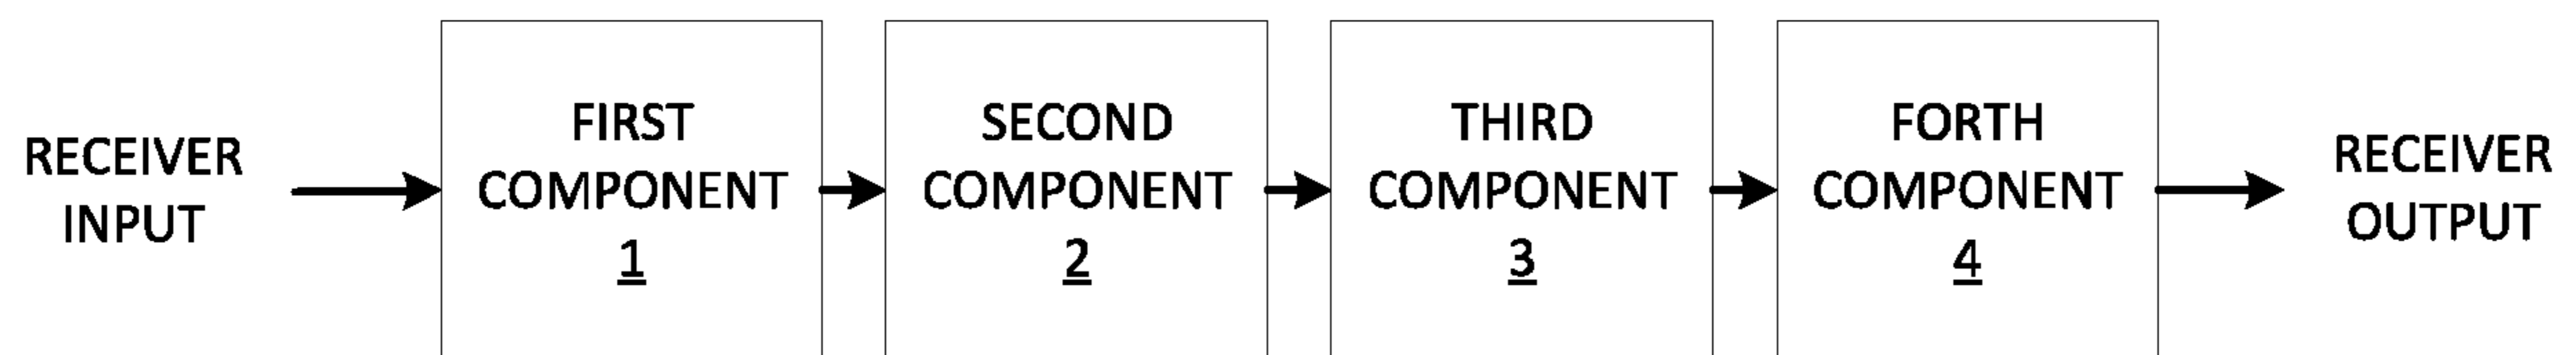 RECEIVER
INPUT
FIRST
COMPONENT
1
SECOND
COMPONENT
2
THIRD
COMPONENT
3
FORTH
COMPONENT
4
RECEIVER
OUTPUT